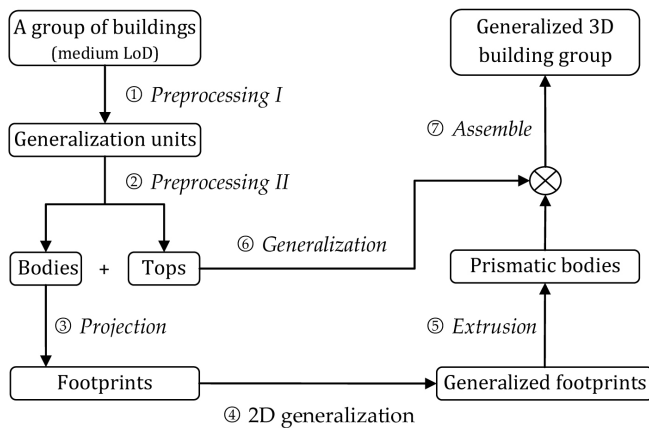 A group of buildings
(medium LoD)
① Preprocessing I
Generalization units
② Preprocessing II
Bodies + Tops
③ Projection
Footprints
④ 2D generalization
Generalized footprints
⑤ Extrusion
Prismatic bodies
⑥ Generalization
⑦ Assemble
Generalized 3D
building group